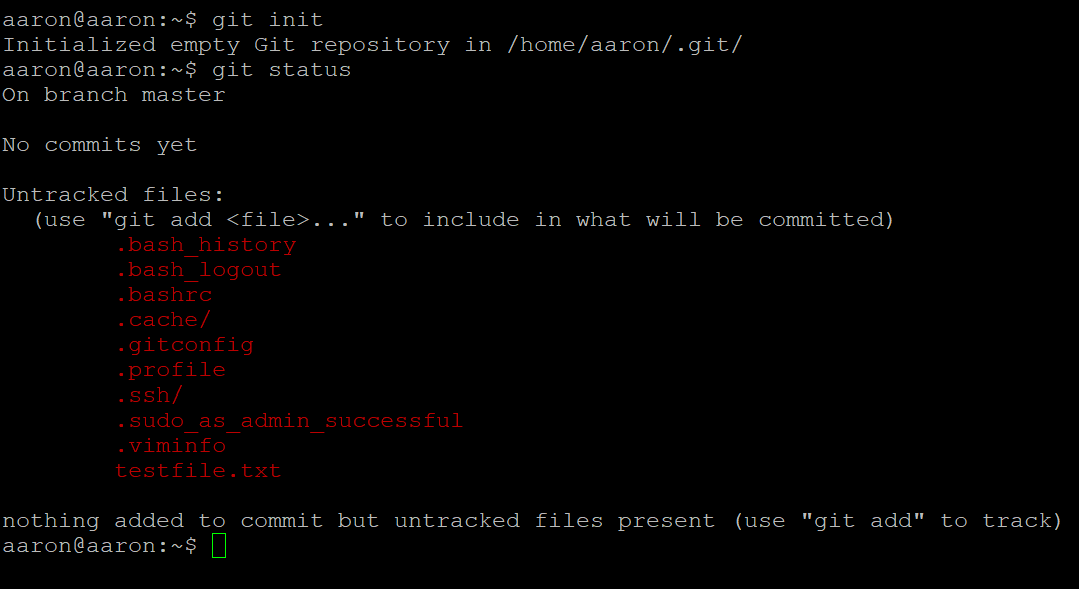 aaron@aaron:~$ git init
Initialized empty Git repository in /home/aaron/.git/
aaron@aaron:~$ git status
On branch master
No commits yet
Untracked files:
  (use "git add <file>..." to include in what will be committed)
        .bash_history
        .bash_logout
        .bashrc
        .cache/
        .gitconfig
        .profile
        .ssh/
        .sudo_as_admin_successful
        .viminfo
        testfile.txt
nothing added to commit but untracked files present (use "git add" to track)
aaron@aaron:~$